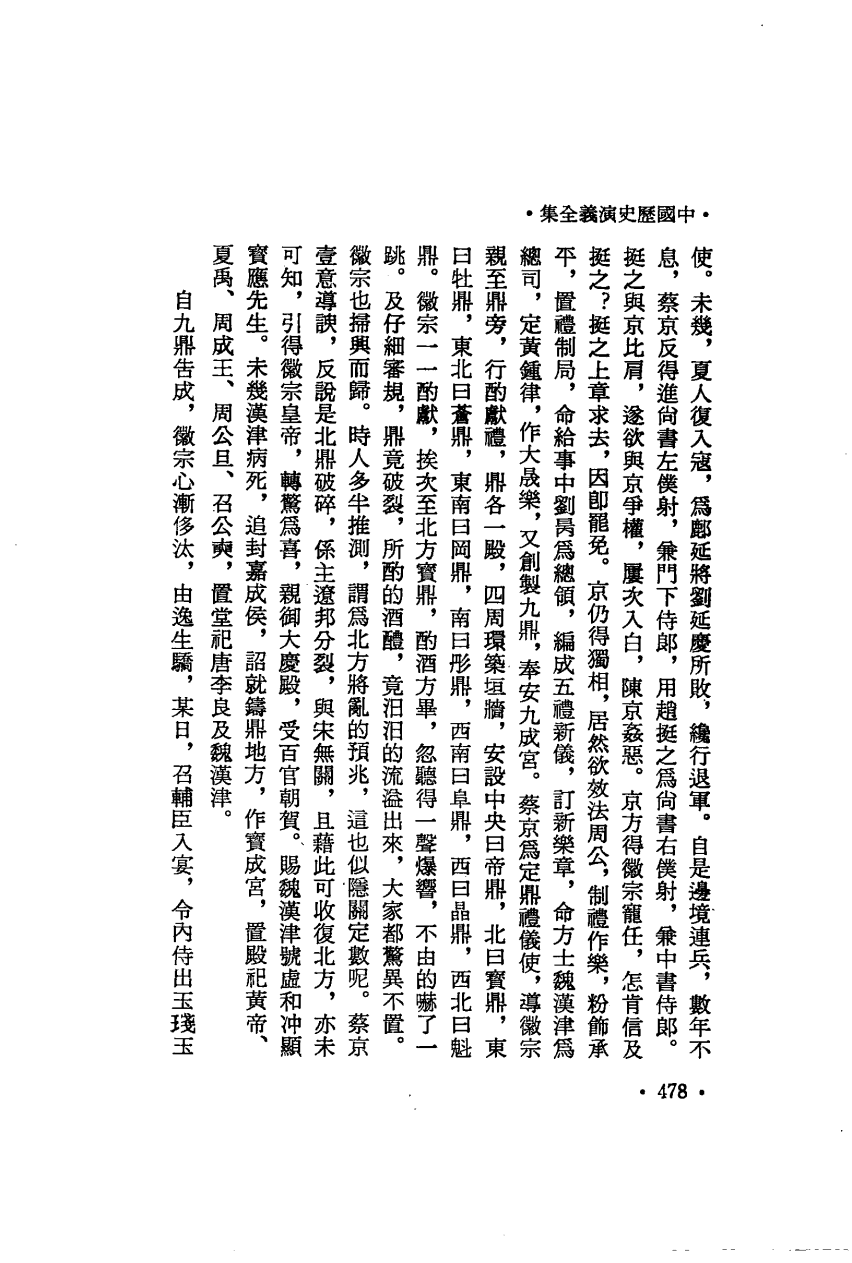 •中國歷史演義全集•
使。未幾，夏人復入寇，爲鄜延將劉延慶所敗，纔行退軍。自是邊境連兵，數年不
息，蔡京反得進尙書左僕射，兼門下侍郎，用趙挺之爲尙書右僕射，兼中書侍郎。
挺之與京比肩，遂欲與京爭權，屢次入白，陳京姦惡。京方得徽宗寵任，怎肯信及
挺之？挺之上章求去，因卽罷免。京仍得獨相，居然欲效法周公，制禮作樂，粉飾承
平，置禮制局，命給事中劉昺爲總領，編成五禮新儀，訂新樂章，命方士魏漢津爲
總司，定黃鍾律，作大晟樂，又創製九鼎，奉安九成宮。蔡京爲定鼎禮儀使，導徽宗
親至鼎旁，行酌獻禮，鼎各一殿，四周環築垣牆，安設中央曰帝鼎，北曰寶鼎，東
曰牡鼎，東北曰蒼鼎，東南曰岡鼎，南曰彤鼎，西南曰阜鼎，西曰晶鼎，西北曰魁
鼎。徽宗一一酌獻，挨次至北方寶鼎，酌酒方畢，忽聽得一聲爆響，不由的嚇了一
跳。及仔細審視，鼎竟破裂，所酌的酒醴，竟汨汨的流溢出來，大家都驚異不置。
徽宗也掃興而歸。時人多半推測，謂爲北方將亂的預兆，這也似隱關定數呢。蔡京
壹意導諛，反說是北鼎破碎，係主遼邦分裂，與宋無關，且藉此可收復北方，亦未
可知，引得徽宗皇帝，轉驚爲喜，親御大慶殿，受百官朝賀。賜魏漢津號虛和冲顯
寶應先生。未幾漢津病死，追封嘉成侯，詔就鑄鼎地方，作寶成宮，置殿祀黃帝、
夏禹、周成王、周公旦、召公奭，置堂祀唐李良及魏漢津。
自九鼎告成，徽宗心漸侈汰，由逸生驕，某日，召輔臣入宴，令內侍出玉琖玉
•478•